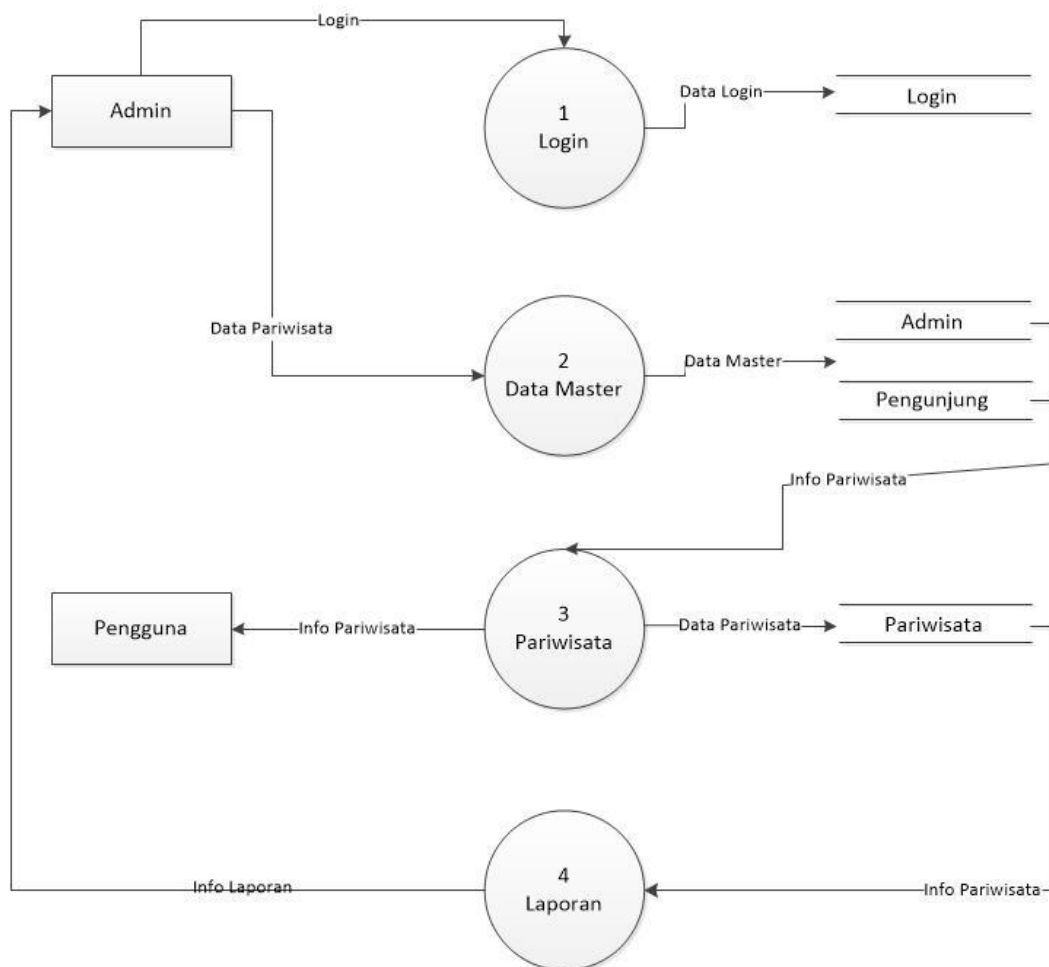 Login
Admin
1
Login
Data Login
Login
Data Pariwisata
2
Data Master
Data Master
Admin
Pengunjung
Info Pariwisata
Pengguna
Info Pariwisata
3
Pariwisata
Data Pariwisata
Pariwisata
Info Laporan
4
Laporan
Info Pariwisata